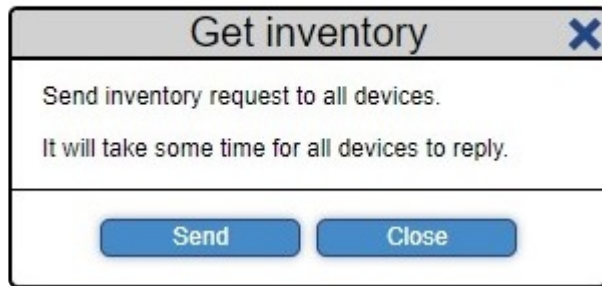 Get inventory
Send inventory request to all devices.
It will take some time for all devices to reply.
Send
Close